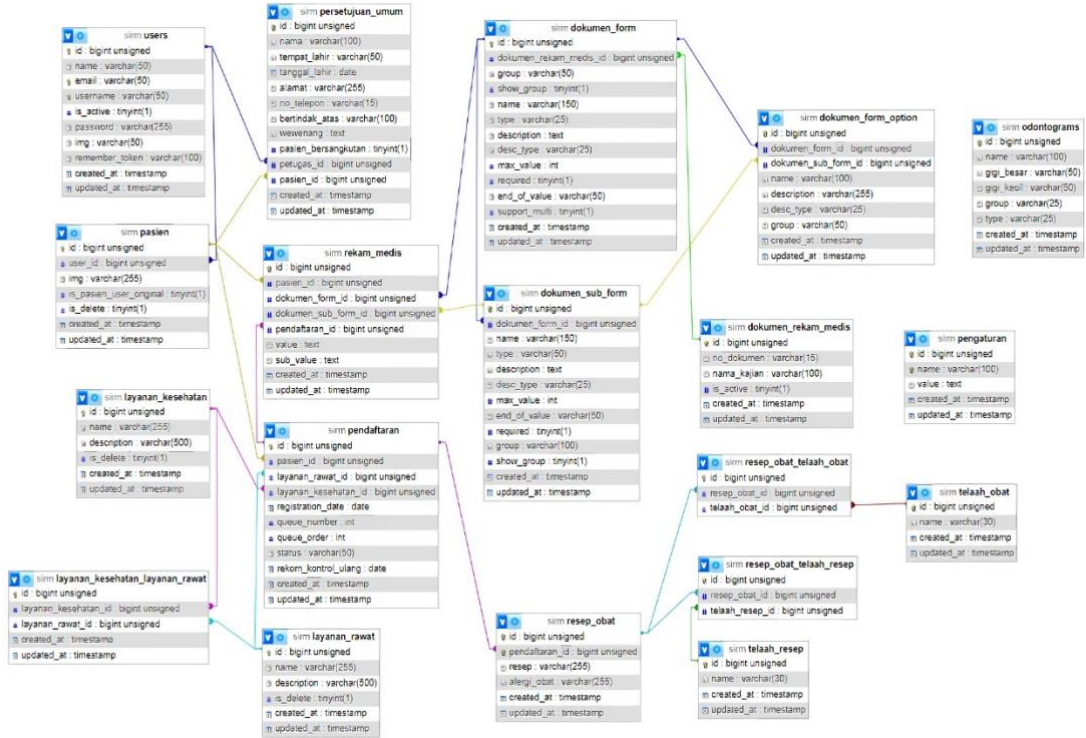 sirm users
id : bigint unsigned
name : varchar(50)
email : varchar(50)
username : varchar(50)
is_active : tinyint(1)
password : varchar(255)
img : varchar(50)
remember_token : varchar(100)
created_at : timestamp
updated_at : timestamp
sirm persetujuan_umum
id : bigint unsigned
nama : varchar(100)
tempat_lahir : varchar(50)
tanggal_lahir : date
alamat : varchar(255)
no_telepon : varchar(15)
bertindak_atas : varchar(100)
wewenang : text
pasien_bersangkutan : tinyint(1)
petugas_id : bigint unsigned
pasien_id : bigint unsigned
created_at : timestamp
updated_at : timestamp
sirm dokumen_form
id : bigint unsigned
dokumen_rekam_medis_id : bigint unsigned
group : varchar(50)
show_group : tinyint(1)
name : varchar(150)
type : varchar(25)
description : text
desc_type : varchar(25)
max_value : int
required : tinyint(1)
end_of_value : varchar(50)
support_multi : tinyint(1)
created_at : timestamp
updated_at : timestamp
sirm dokumen_form_option
id : bigint unsigned
dokumen_form_id : bigint unsigned
dokumen_sub_form_id : bigint unsigned
name : varchar(100)
description : varchar(255)
desc_type : varchar(25)
group : varchar(50)
created_at : timestamp
updated_at : timestamp
sirm odontograms
id : bigint unsigned
name : varchar(100)
gigi_besar : varchar(50)
gigi_kecil : varchar(50)
group : varchar(25)
type : varchar(25)
created_at : timestamp
updated_at : timestamp
sirm pasien
id : bigint unsigned
user_id : bigint unsigned
img : varchar(255)
is_pasien_user_original : tinyint(1)
is_delete : tinyint(1)
created_at : timestamp
updated_at : timestamp
sirm rekam_medis
id : bigint unsigned
pasien_id : bigint unsigned
dokumen_form_id : bigint unsigned
dokumen_sub_form_id : bigint unsigned
pendaftaran_id : bigint unsigned
value : text
sub_value : text
created_at : timestamp
updated_at : timestamp
sirm dokumen_sub_form
id : bigint unsigned
dokumen_form_id : bigint unsigned
name : varchar(150)
type : varchar(50)
description : text
desc_type : varchar(25)
max_value : int
end_of_value : varchar(50)
required : tinyint(1)
group : varchar(100)
show_group : tinyint(1)
created_at : timestamp
updated_at : timestamp
sirm dokumen_rekam_medis
id : bigint unsigned
no_dokumen : varchar(15)
nama_kajian : varchar(100)
is_active : tinyint(1)
created_at : timestamp
updated_at : timestamp
sirm pengaturan
id : bigint unsigned
name : varchar(100)
value : text
created_at : timestamp
updated_at : timestamp
sirm layanan_kesehatan
id : bigint unsigned
name : varchar(255)
description : varchar(500)
is_delete : tinyint(1)
created_at : timestamp
updated_at : timestamp
sirm pendaftaran
id : bigint unsigned
pasien_id : bigint unsigned
layanan_rawat_id : bigint unsigned
layanan_kesehatan_id : bigint unsigned
registration_date : date
queue_number : int
queue_order : int
status : varchar(50)
rekom_kontrol_ulang : date
created_at : timestamp
updated_at : timestamp
sirm resep_obat_telaah_obat
id : bigint unsigned
resep_obat_id : bigint unsigned
telaah_obat_id : bigint unsigned
sirm telaah_obat
id : bigint unsigned
name : varchar(30)
created_at : timestamp
updated_at : timestamp
sirm layanan_kesehatan_layanan_rawat
id : bigint unsigned
layanan_kesehatan_id : bigint unsigned
layanan_rawat_id : bigint unsigned
created_at : timestamp
updated_at : timestamp
sirm layanan_rawat
id : bigint unsigned
name : varchar(255)
description : varchar(500)
is_delete : tinyint(1)
created_at : timestamp
updated_at : timestamp
sirm resep_obat
id : bigint unsigned
pendaftaran_id : bigint unsigned
resep : varchar(255)
alergi_obat : varchar(255)
created_at : timestamp
updated_at : timestamp
sirm resep_obat_telaah_resep
id : bigint unsigned
resep_obat_id : bigint unsigned
telaah_resep_id : bigint unsigned
sirm telaah_resep
id : bigint unsigned
name : varchar(30)
created_at : timestamp
updated_at : timestamp